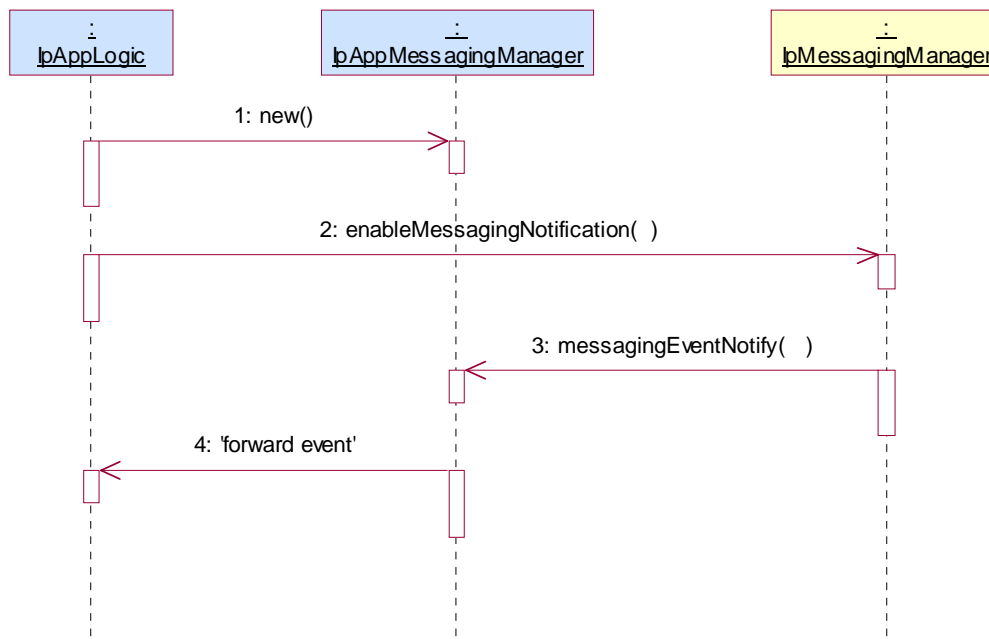 :
IpAppLogic
:
IpAppMessagingManager
:
IpMessagingManager
1: new()
2: enableMessagingNotification(  )
3: messagingEventNotify(  )
4: 'forward event'